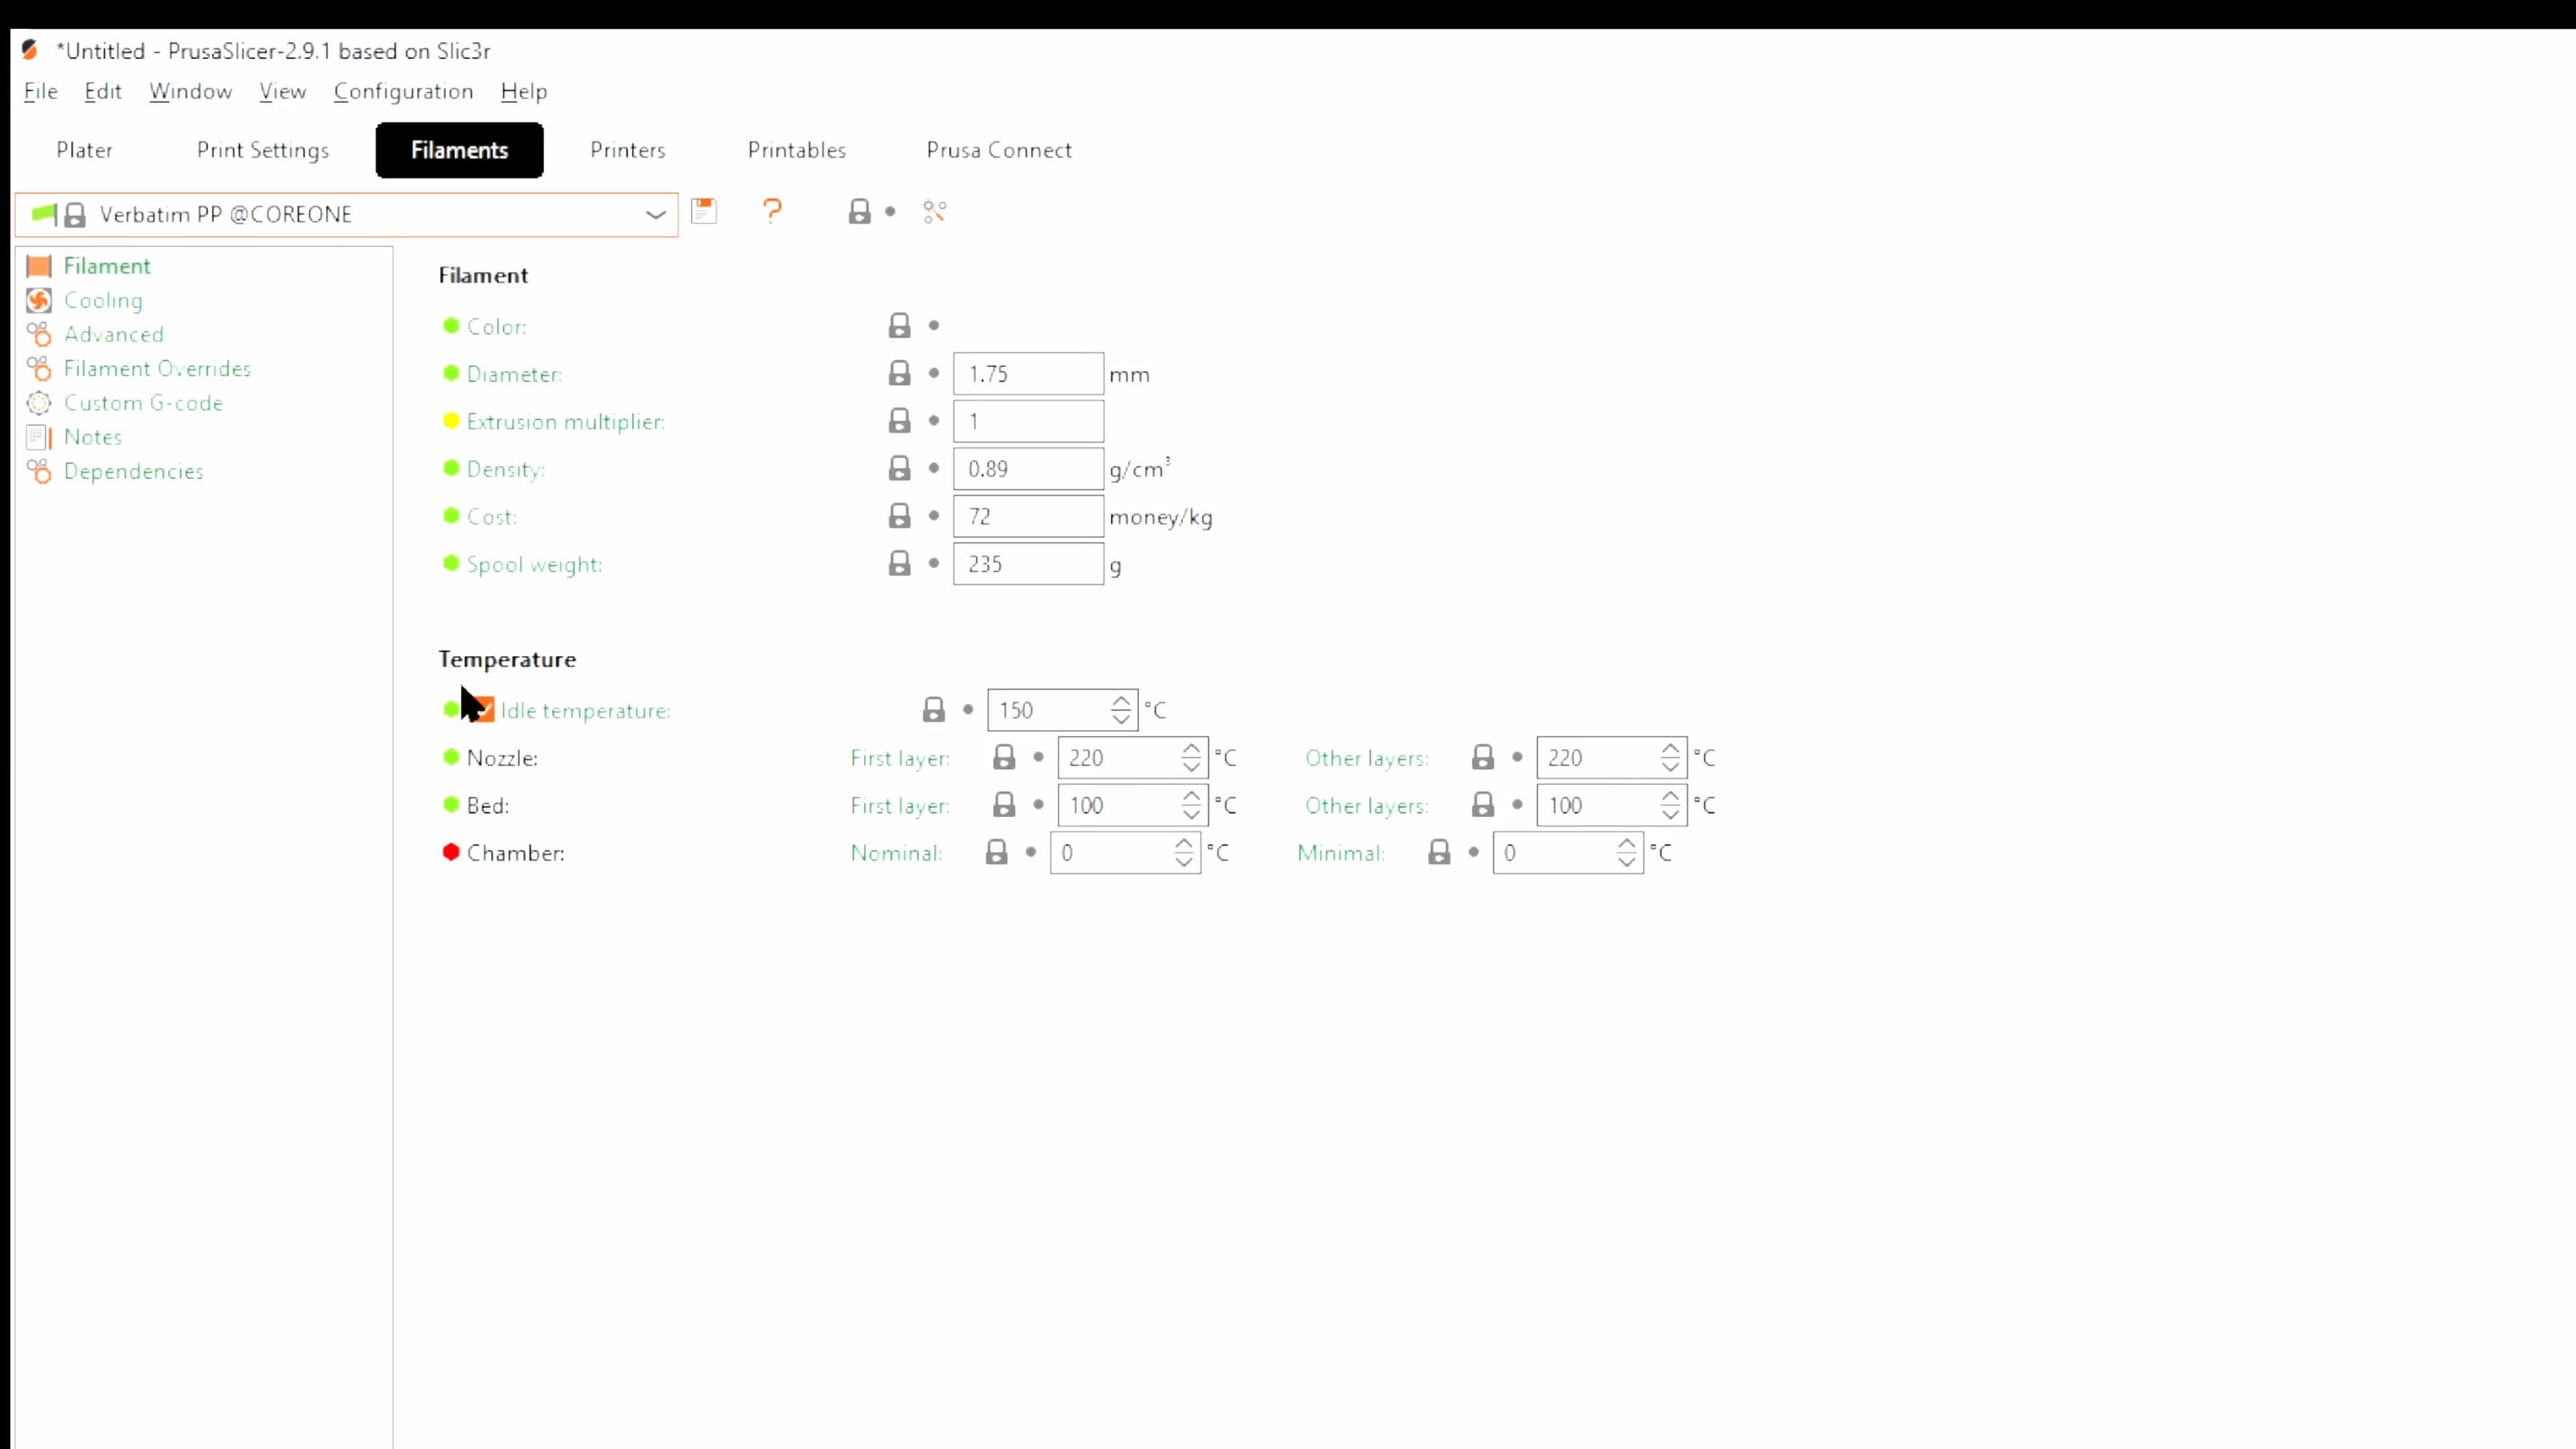 *Untitled - PrusaSlicer-2.9.1 based on Slic3r
File Edit Window View Configuration Help
Plater Print Settings Filaments Printers Printables Prusa Connect
Verbatim PP @COREONE ?
Filament
Cooling
Advanced
Filament Overrides
Custom G-code
Notes
Dependencies
Filament
Color:
Diameter: 1.75 mm
Extrusion multiplier: 1
Density: 0.89 g/cm³
Cost: 72 money/kg
Spool weight: 235 g
Temperature
Idle temperature: 150 °C
Nozzle: First layer: 220 °C Other layers: 220 °C
Bed: First layer: 100 °C Other layers: 100 °C
Chamber: Nominal: 0 °C Minimal: 0 °C